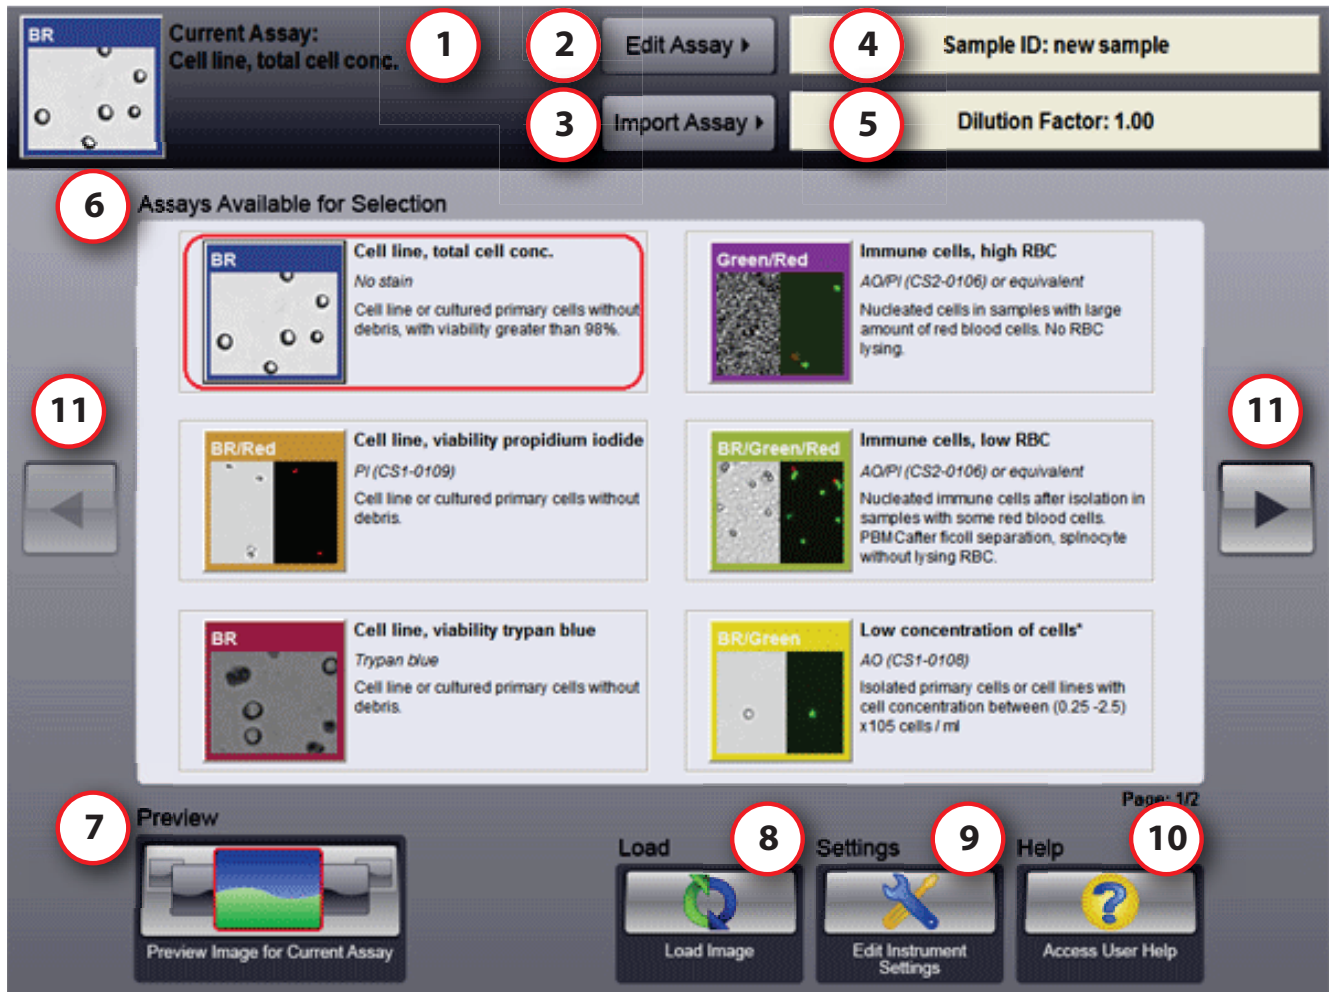 BR
Current Assay:
Cell line, total cell conc.
1
2
Edit Assay
4
Sample ID: new sample
3
Import Assay
5
Dilution Factor: 1.00
6
Assays Available for Selection
BR
Cell line, total cell conc.
No stain
Cell line or cultured primary cells without
debris, with viability greater than 98%.
Green/Red
Immune cells, high RBC
AO/PI (CS2-0106) or equivalent
Nucleated cells in samples with large
amount of red blood cells. No RBC
lysing.
11
11
BR/Red
Cell line, viability propidium iodide
PI (CS1-0109)
Cell line or cultured primary cells without
debris.
BR/Green/Red
Immune cells, low RBC
AO/PI (CS2-0106) or equivalent
Nucleated immune cells after isolation in
samples with some red blood cells.
PBMCafter ficoll separation, splnocyte
without lysing RBC.
BR
Cell line, viability trypan blue
Trypan blue
Cell line or cultured primary cells without
debris.
BR/Green
Low concentration of cells*
AO (CS1-0108)
Isolated primary cells or cell lines with
cell concentration between (0.25 -2.5)
x105 cells / ml
Page: 1/2
7
Preview
Preview Image for Current Assay
Load
8
Load Image
Settings
9
Edit Instrument
Settings
Help
10
Access User Help